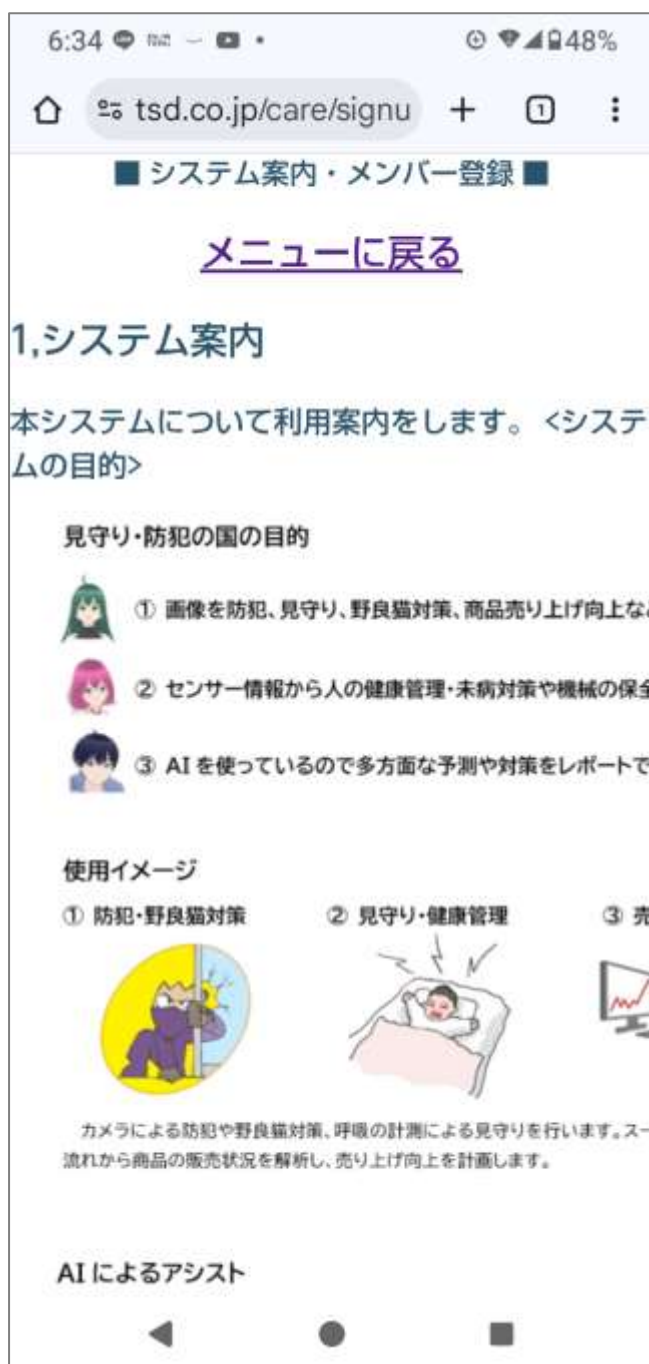 6:34
48%
tsd.co.jp/care/signu
1
■ システム案内・メンバー登録 ■
メニューに戻る
1,システム案内
本システムについて利用案内をします。 <システ
ムの目的>
見守り・防犯の国の目的
① 画像を防犯、見守り、野良猫対策、商品売り上げ向上な
② センサー情報から人の健康管理・未病対策や機械の保全
③ AI を使っているので多方面な予測や対策をレポートで
使用イメージ
① 防犯・野良猫対策
② 見守り・健康管理
③ 売
カメラによる防犯や野良猫対策、呼吸の計測による見守りを行います。スー
流れから商品の販売状況を解析し、売り上げ向上を計画します。
AI によるアシスト